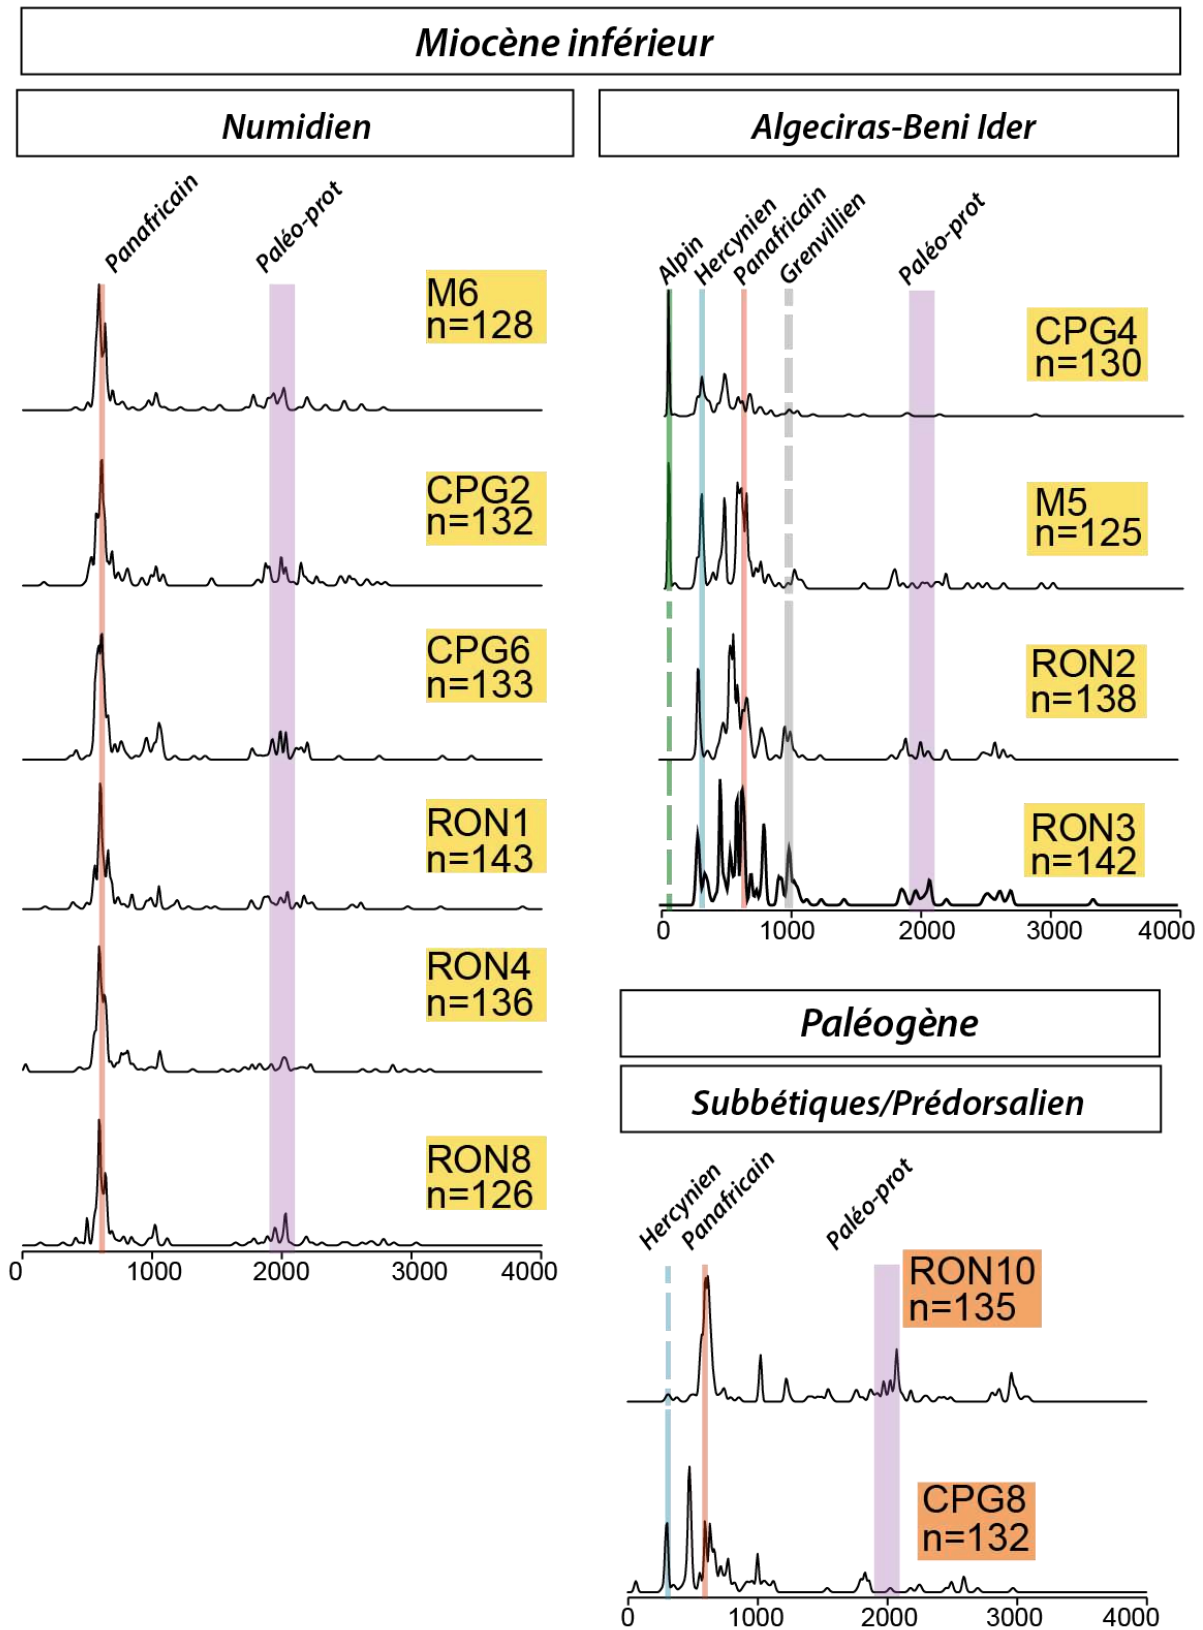 Miocène inférieur
Numidien
Panafricain
Paléo-prot
M6
n=128
CPG2
n=132
CPG6
n=133
RON1
n=143
RON4
n=136
RON8
n=126
0 1000 2000 3000 4000
Algeciras-Beni Ider
Alpin
Hercynien
Panafricain
Grenvillien
Paléo-prot
CPG4
n=130
M5
n=125
RON2
n=138
RON3
n=142
0 1000 2000 3000 4000
Paléogène
Subbétiques/Prédorsalien
Hercynien
Panafricain
Paléo-prot
RON10
n=135
CPG8
n=132
0 1000 2000 3000 4000